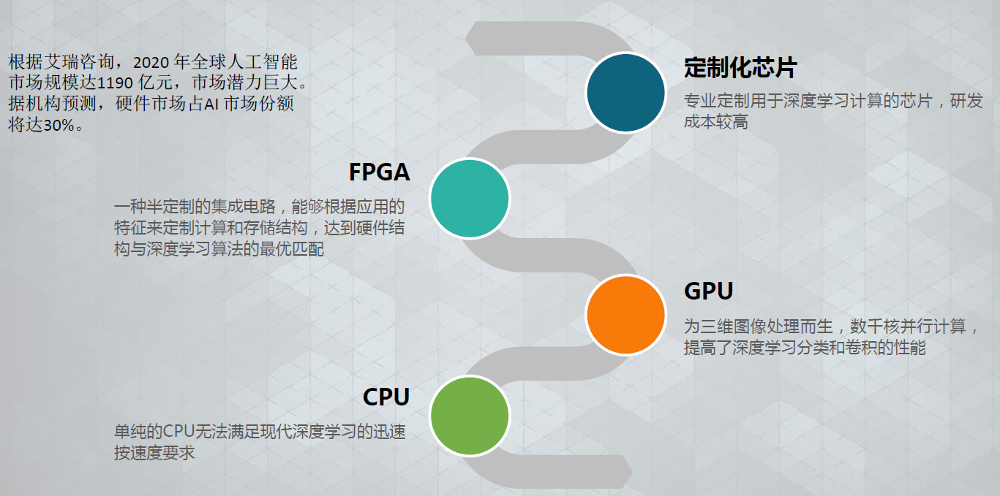 根据艾瑞咨询，2020 年全球人工智能
市场规模达1190 亿元，市场潜力巨大。
据机构预测，硬件市场占AI 市场份额
将达30%。
定制化芯片
专业定制用于深度学习计算的芯片，研发
成本较高
FPGA
一种半定制的集成电路，能够根据应用的
特征来定制计算和存储结构，达到硬件结
构与深度学习算法的最优匹配
GPU
为三维图像处理而生，数千核并行计算，
提高了深度学习分类和卷积的性能
CPU
单纯的CPU无法满足现代深度学习的迅速
按速度要求